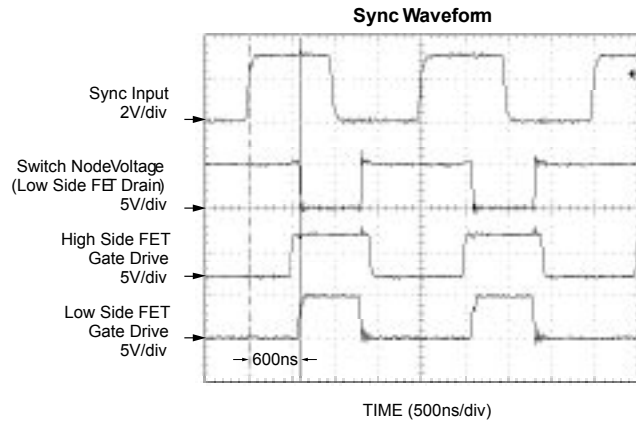 Sync Waveform
Sync Input
2V/div
Switch NodeVoltage
(Low Side FET Drain)
5V/div
High Side FET
Gate Drive
5V/div
Low Side FET
Gate Drive
5V/div
600ns
TIME (500ns/div)